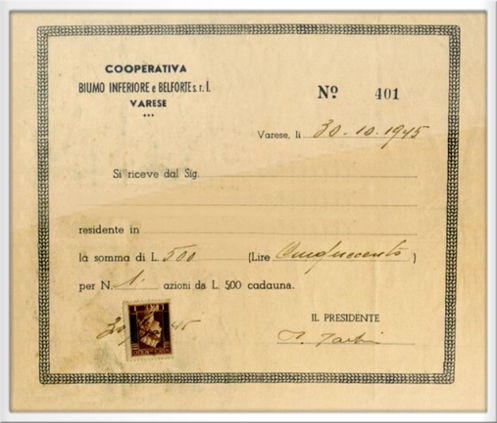 COOPERATIVA
BIUMO INFERIORE e BELFORTE s. r. l.
VARESE
Nº 401
Varese, li 30-10-1945
Si riceve dal Sig.
residente in
la somma di L. 500 (Lire Cinquecento)
per N. 1 azioni da L. 500 cadauna.
IL PRESIDENTE